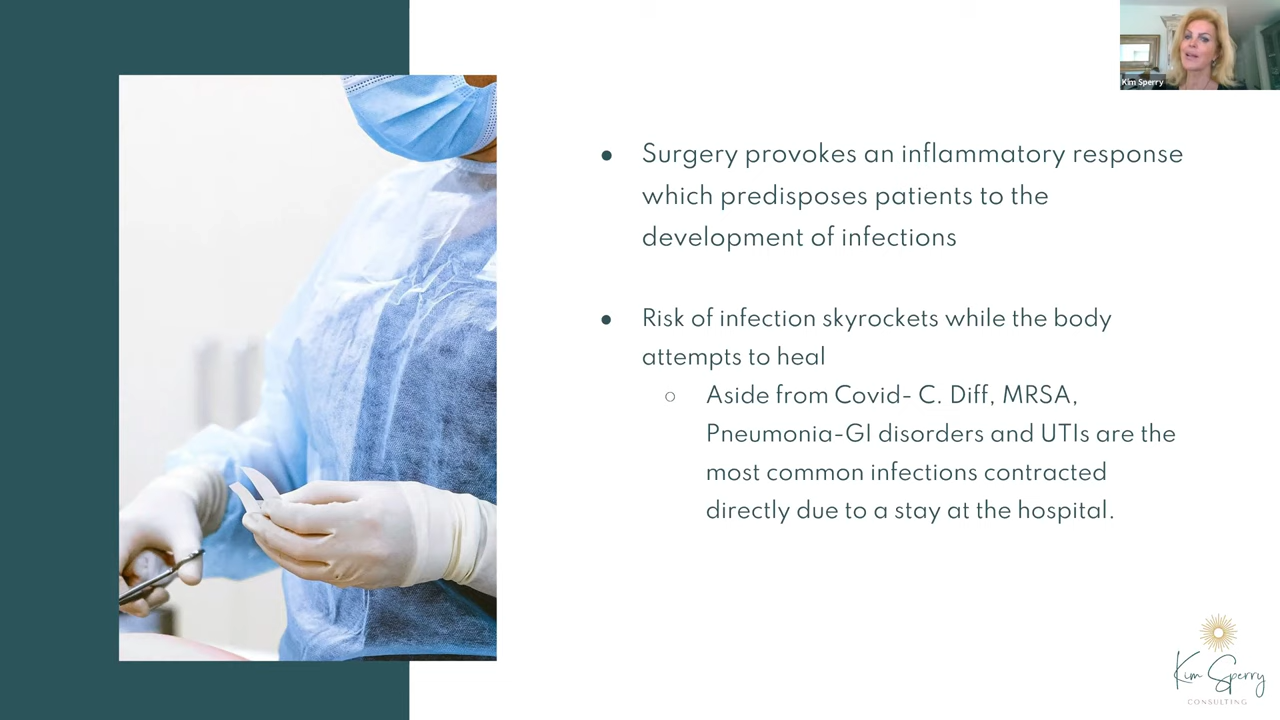 Kim Sperry
● Surgery provokes an inflammatory response
which predisposes patients to the
development of infections
● Risk of infection skyrockets while the body
attempts to heal
○ Aside from Covid- C. Diff, MRSA,
Pneumonia-GI disorders and UTIs are the
most common infections contracted
directly due to a stay at the hospital.
Kim Sperry
CONSULTING